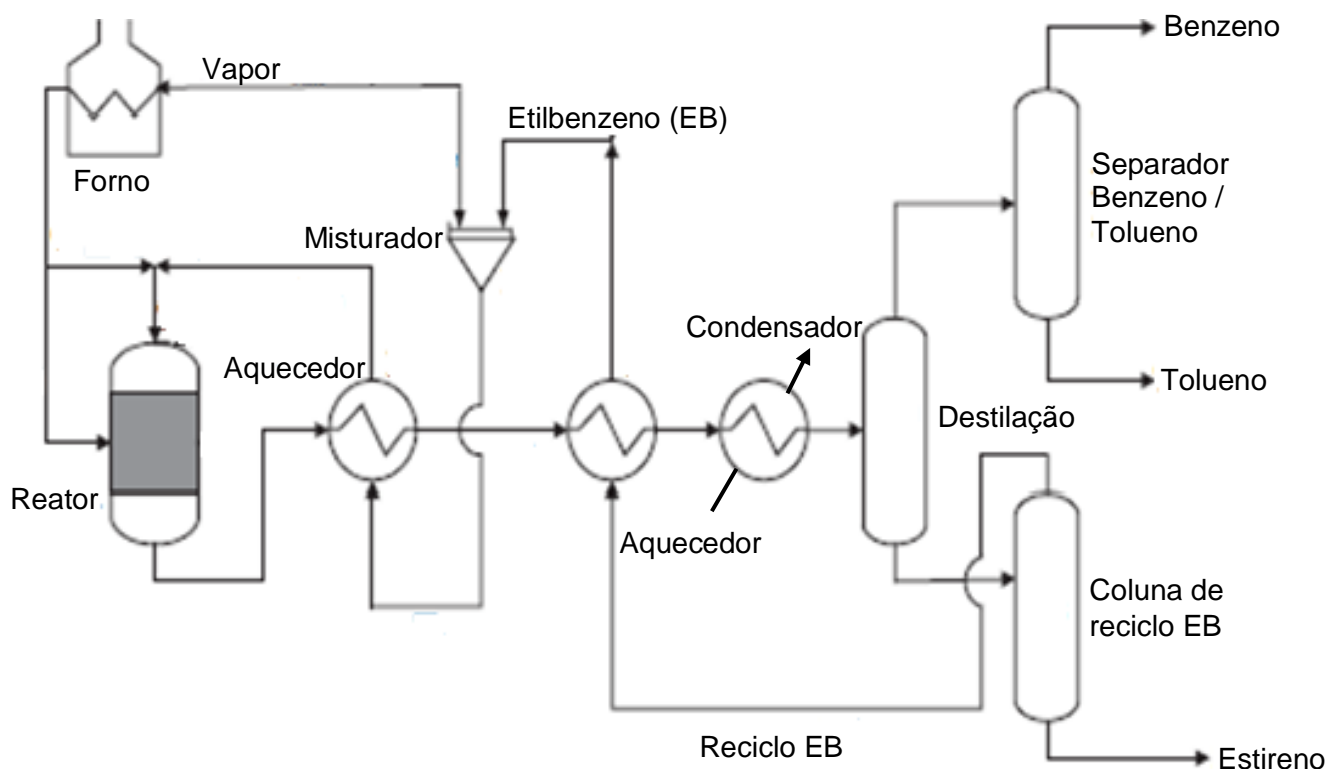 Benzeno
Vapor
Etilbenzeno (EB)
Forno
Separador
Benzeno /
Tolueno
Misturador
Condensador
Aquecedor
Tolueno
Destilação
Reator
Aquecedor
Coluna de
reciclo EB
Reciclo EB
Estireno